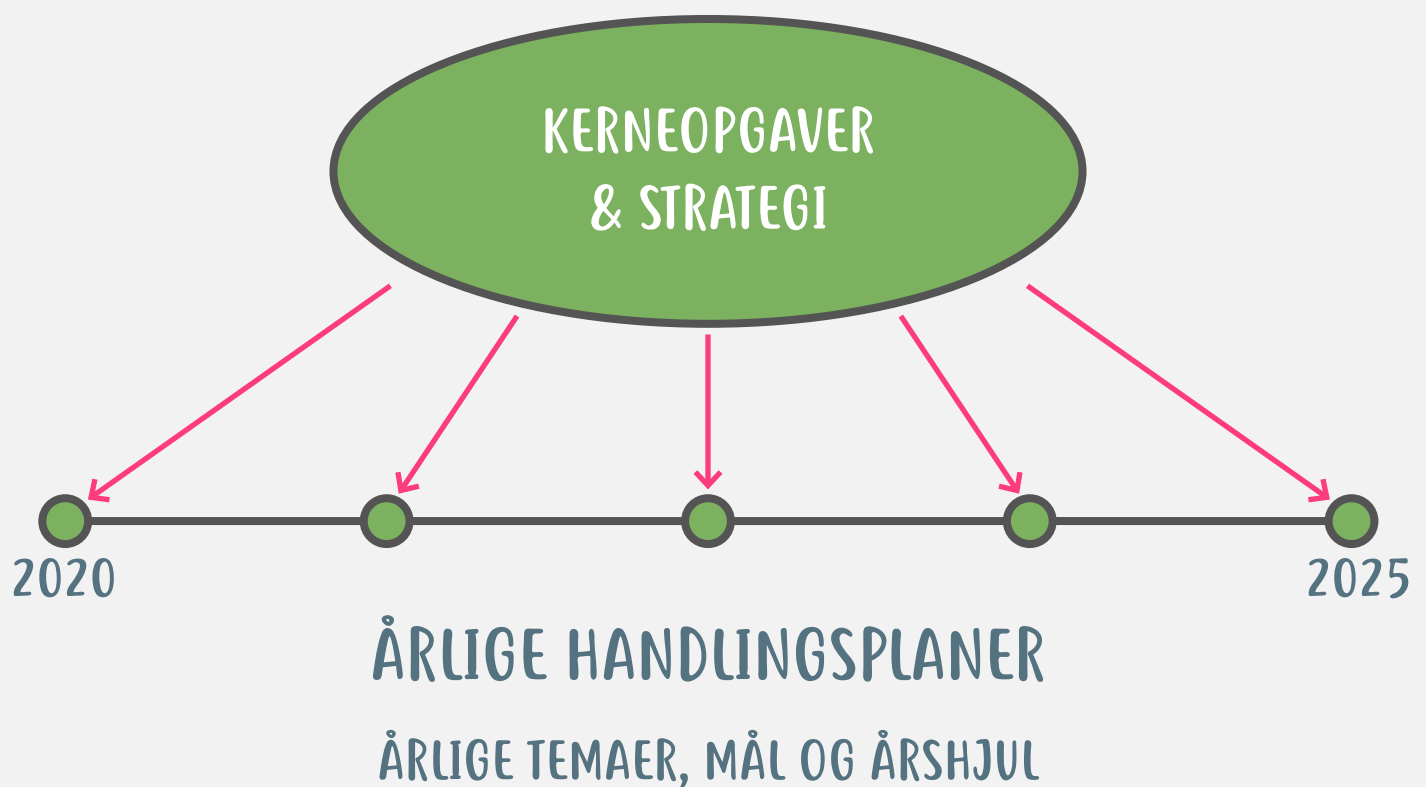 KERNEOPGAVER
& STRATEGI
2020
2025
ÅRLIGE HANDLINGSPLANER
ÅRLIGE TEMAER, MÅL OG ÅRSHJUL